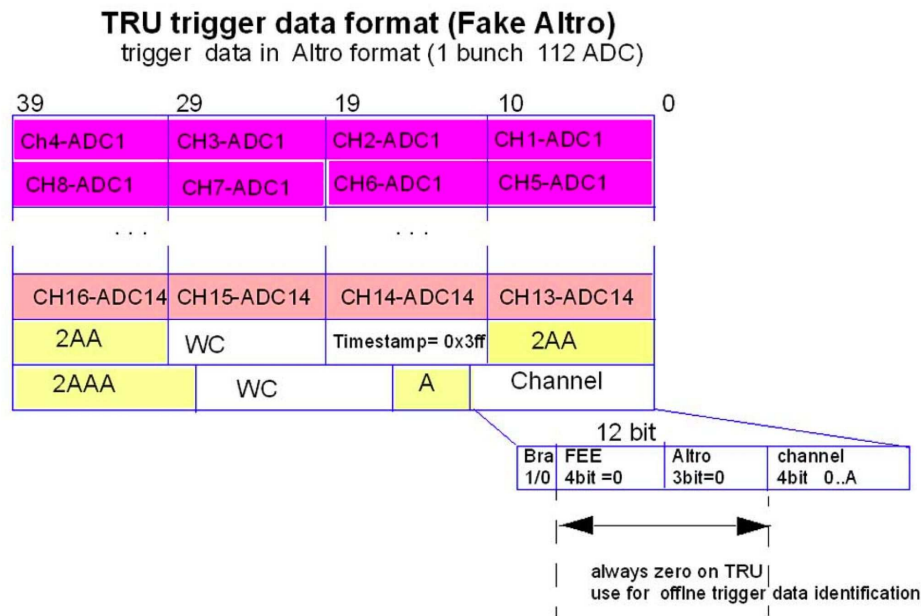 TRU trigger data format (Fake Altro)
trigger data in Altro format (1 bunch 112 ADC)
39 29 19 10 0
Ch4-ADC1 CH3-ADC1 CH2-ADC1 CH1-ADC1
CH8-ADC1 CH7-ADC1 CH6-ADC1 CH5-ADC1
. . . . . .
CH16-ADC14 CH15-ADC14 CH14-ADC14 CH13-ADC14
2AA WC Timestamp= 0x3ff 2AA
2AAA WC A Channel
12 bit
Bra FEE Altro channel
1/0 4bit =0 3bit=0 4bit 0..A
always zero on TRU
use for offlne trigger data identification